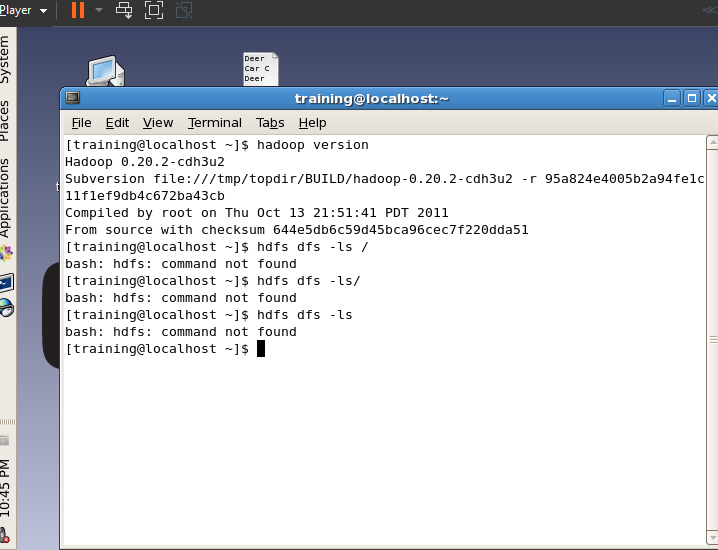 Player
System
Places
Applications
10:45 PM
Deer
Car C
Deer
training@localhost:~
File Edit View Terminal Tabs Help
[training@localhost ~]$ hadoop version
Hadoop 0.20.2-cdh3u2
Subversion file:///tmp/topdir/BUILD/hadoop-0.20.2-cdh3u2 -r 95a824e4005b2a94fe1c
11f1ef9db4c672ba43cb
Compiled by root on Thu Oct 13 21:51:41 PDT 2011
From source with checksum 644e5db6c59d45bca96cec7f220dda51
[training@localhost ~]$ hdfs dfs -ls /
bash: hdfs: command not found
[training@localhost ~]$ hdfs dfs -ls/
bash: hdfs: command not found
[training@localhost ~]$ hdfs dfs -ls
bash: hdfs: command not found
[training@localhost ~]$